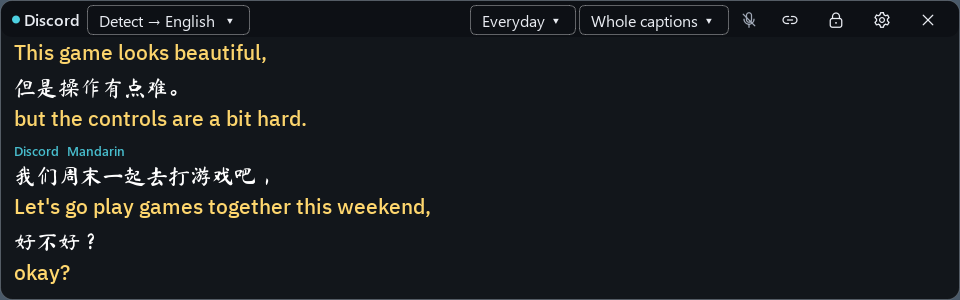 Discord Detect → English Everyday Whole captions
This game looks beautiful,
但是操作有点难。
but the controls are a bit hard.
Discord Mandarin
我们周末一起去打游戏吧，
Let's go play games together this weekend,
好不好？
okay?